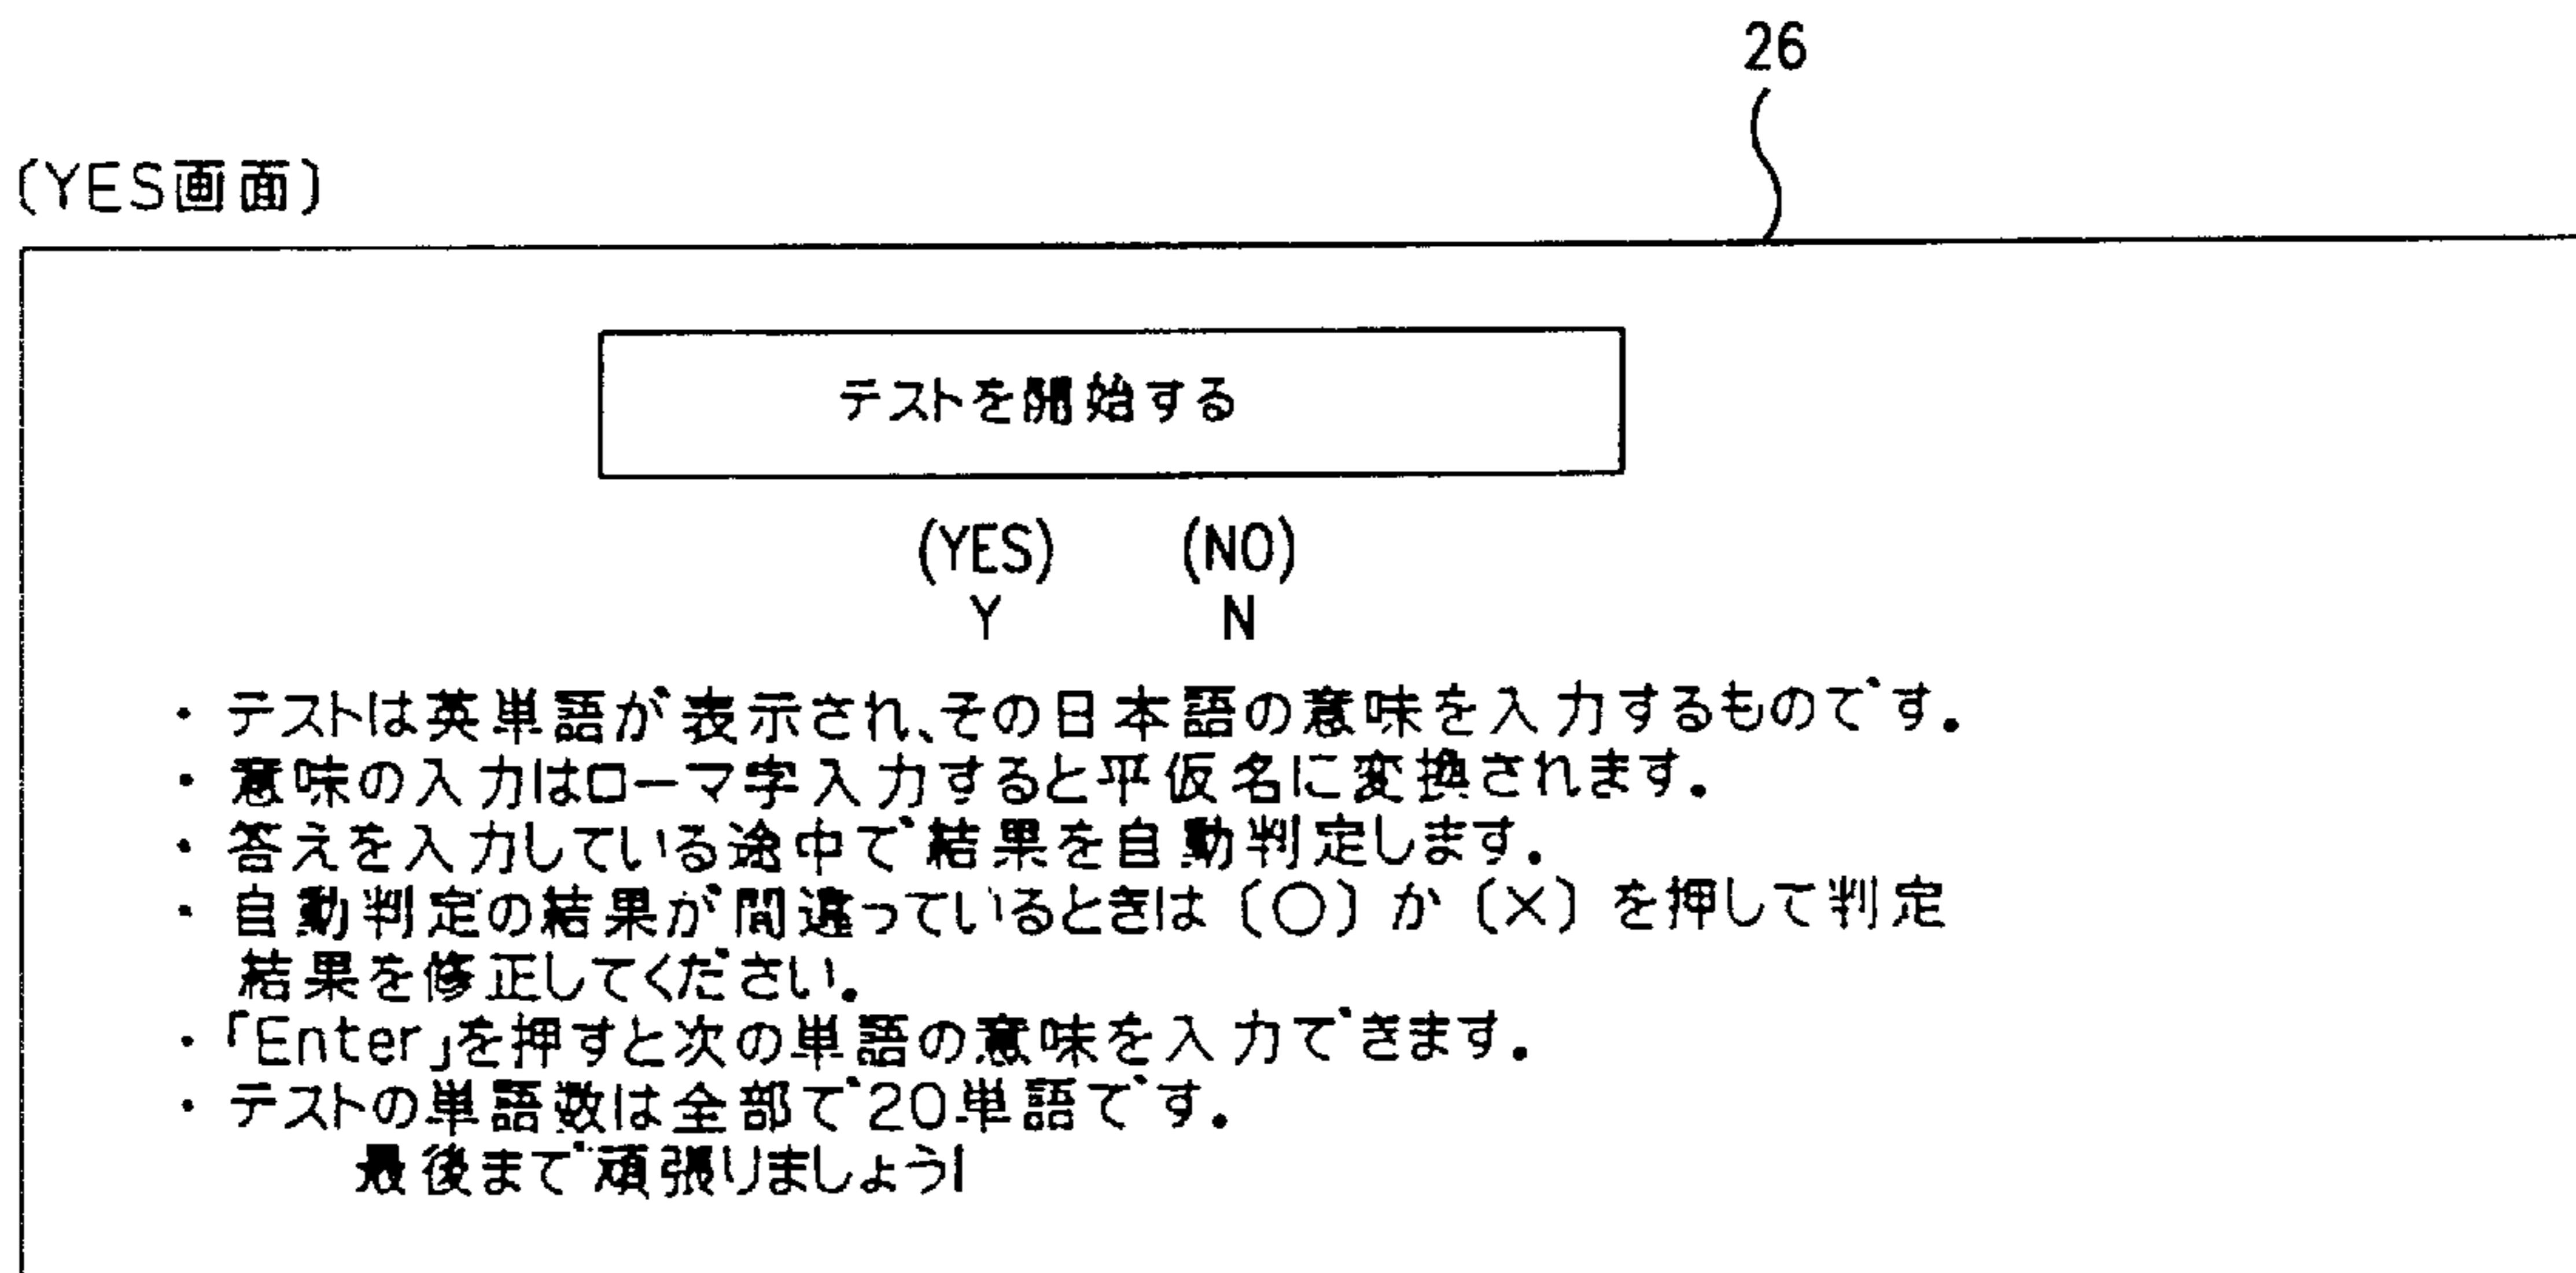 26
〔YES画面〕
テストを開始する
(YES) (NO)
Y N
・テストは英単語が表示され、その日本語の意味を入力するものです。
・意味の入力はローマ字入力すると平仮名に変換されます。
・答えを入力している途中で結果を自動判定します。
・自動判定の結果が間違っているときは〔○〕か〔×〕を押して判定
結果を修正してください。
・「Enter」を押すと次の単語の意味を入力できます。
・テストの単語数は全部で20単語です。
最後まで頑張りましょう!